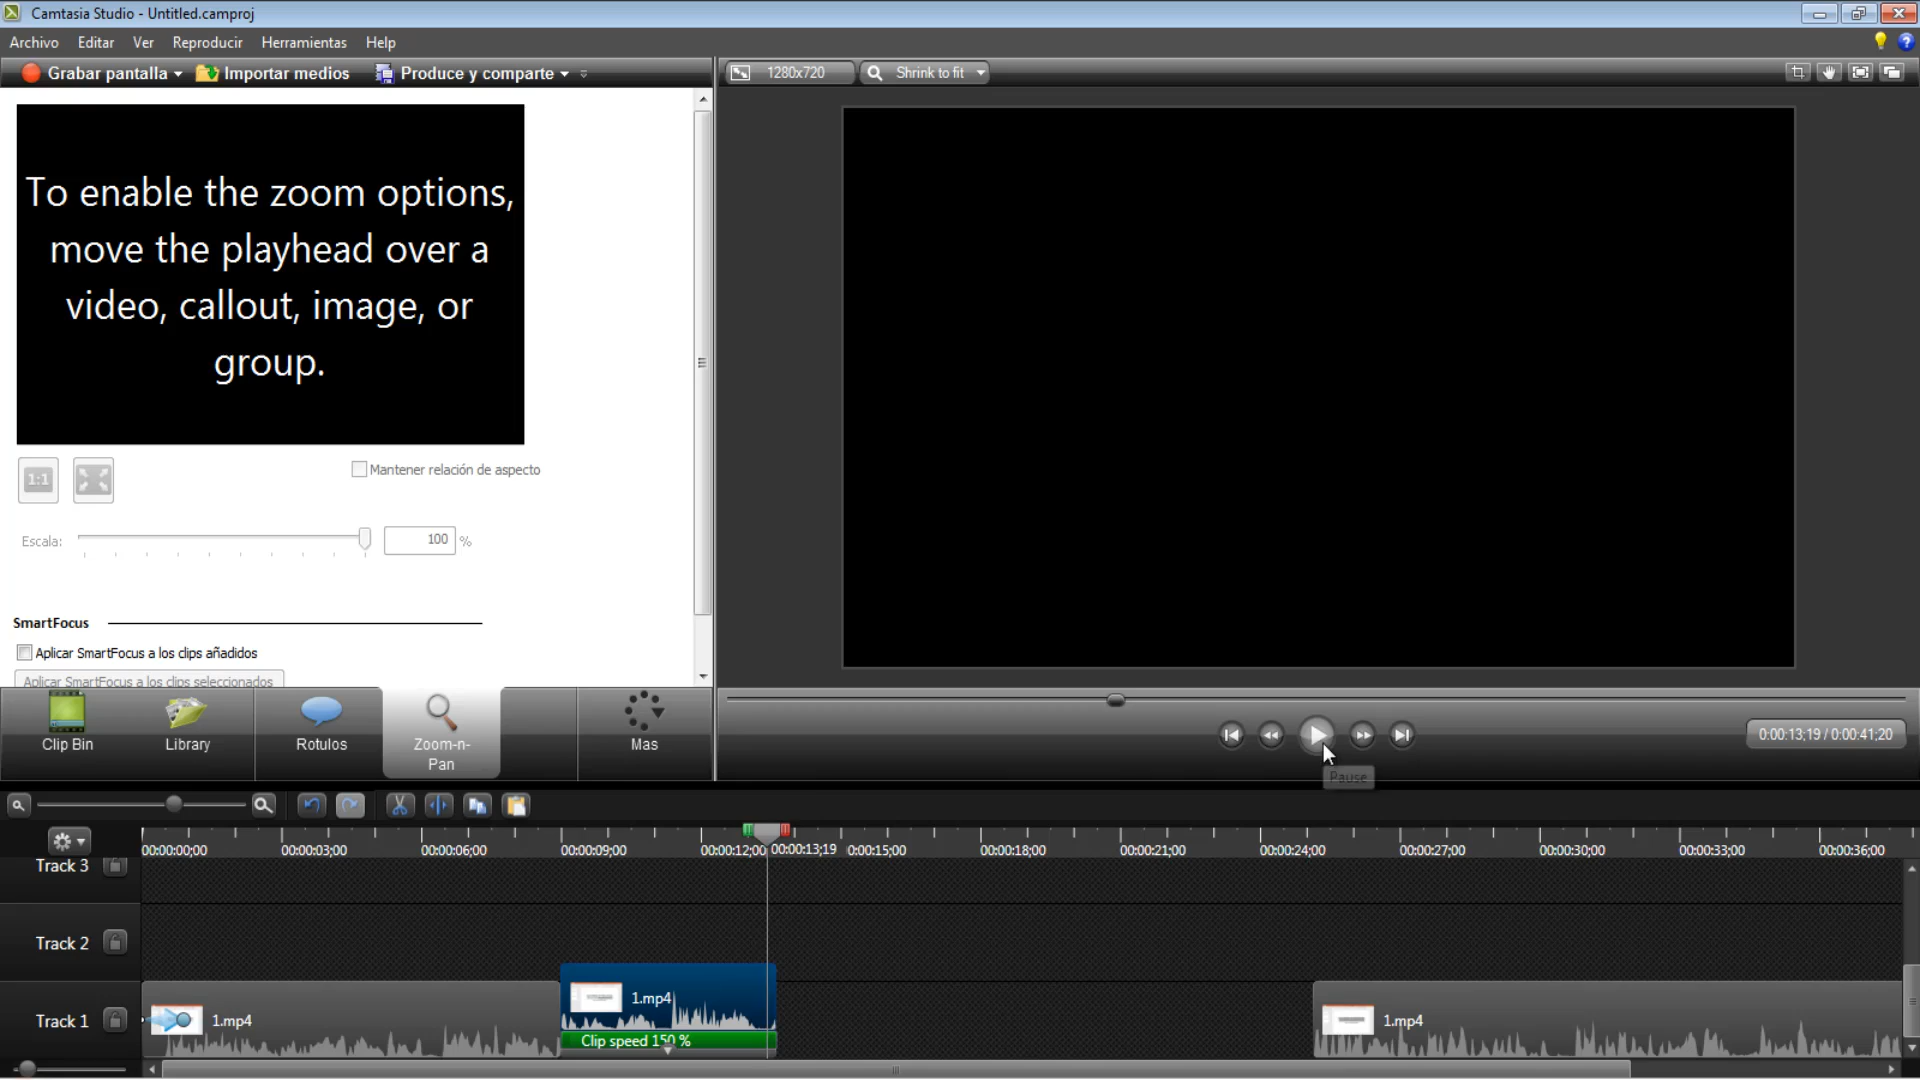 Camtasia Studio - Untitled.camproj
Archivo Editar Ver Reproducir Herramientas Help
Grabar pantalla Importar medios Produce y comparte
1280x720 Shrink to fit
To enable the zoom options,
move the playhead over a
video, callout, image, or
group.
1:1
Mantener relación de aspecto
Escala: 100 %
SmartFocus
Aplicar SmartFocus a los clips añadidos
Aplicar SmartFocus a los clips seleccionados
Clip Bin Library Rotulos Zoom-n-
Pan
Mas
0:00:13;19 / 0:00:41;20
Pause
00:00:00;00 00:00:03;00 00:00:06;00 00:00:09;00 00:00:12;00 00:00:13;19 0:00:15;00 00:00:18;00 00:00:21;00 00:00:24;00 00:00:27;00 00:00:30;00 00:00:33;00 00:00:36;00
Track 3
Track 2
Track 1
1.mp4
1.mp4
Clip speed 150 %
1.mp4